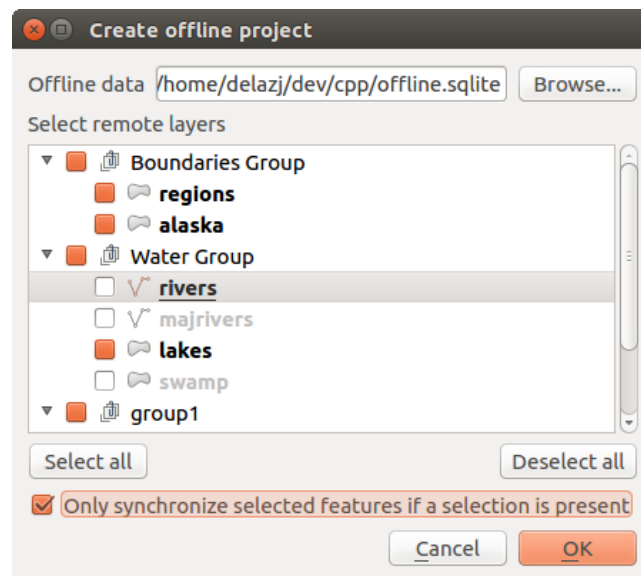 Create offline project
Offline data /home/delazj/dev/cpp/offline.sqlite Browse...
Select remote layers
Boundaries Group
regions
alaska
Water Group
rivers
majrivers
lakes
swamp
group1
Select all Deselect all
Only synchronize selected features if a selection is present
Cancel OK